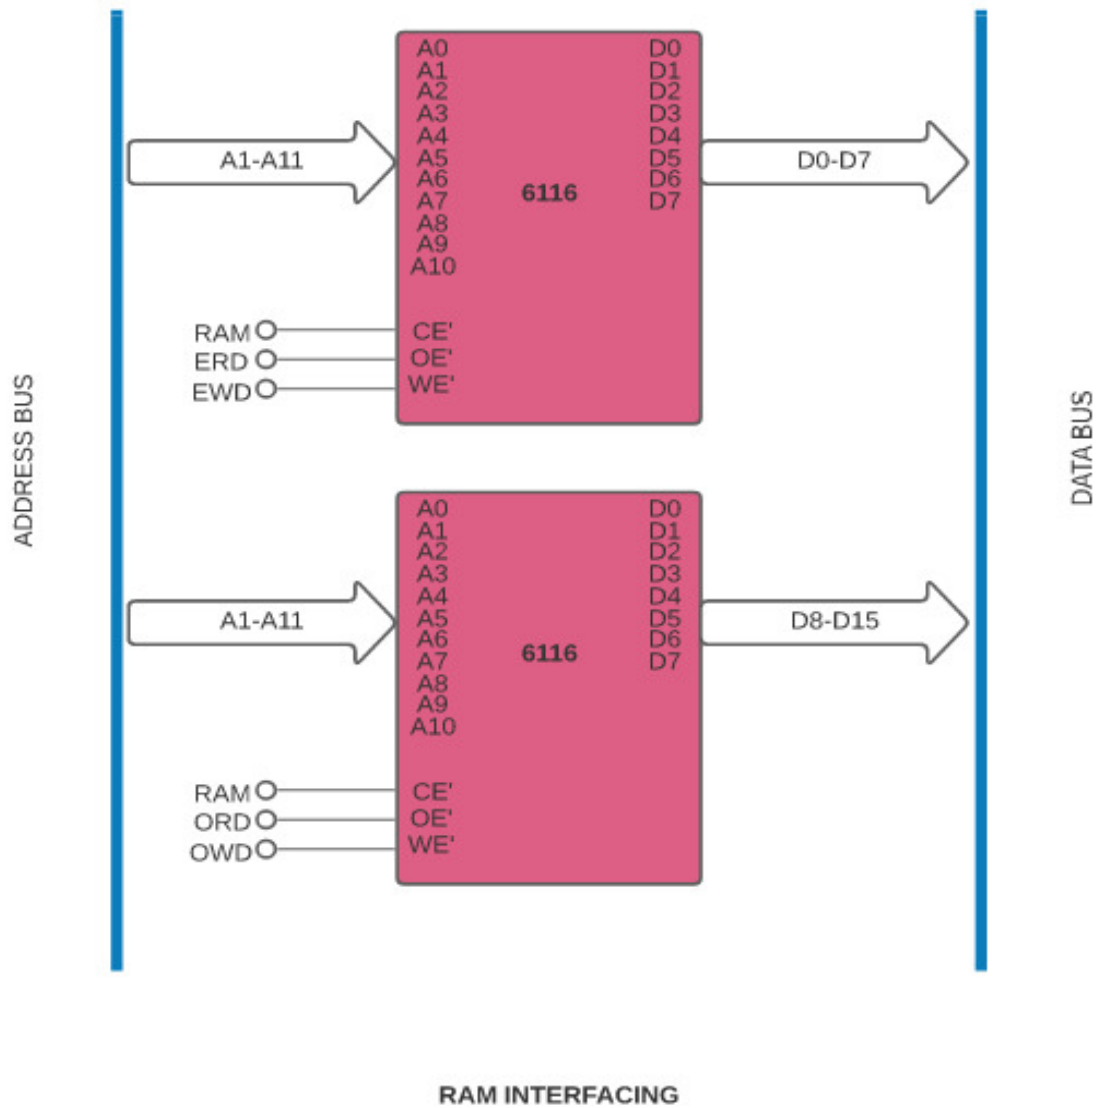 ADDRESS BUS
A1-A11
A0
A1
A2
A3
A4
A5
A6
A7
A8
A9
A10
6116
D0
D1
D2
D3
D4
D5
D6
D7
D0-D7
RAM
ERD
EWD
CE'
OE'
WE'
A1-A11
A0
A1
A2
A3
A4
A5
A6
A7
A8
A9
A10
6116
D0
D1
D2
D3
D4
D5
D6
D7
D8-D15
RAM
ORD
OWD
CE'
OE'
WE'
DATA BUS
RAM INTERFACING